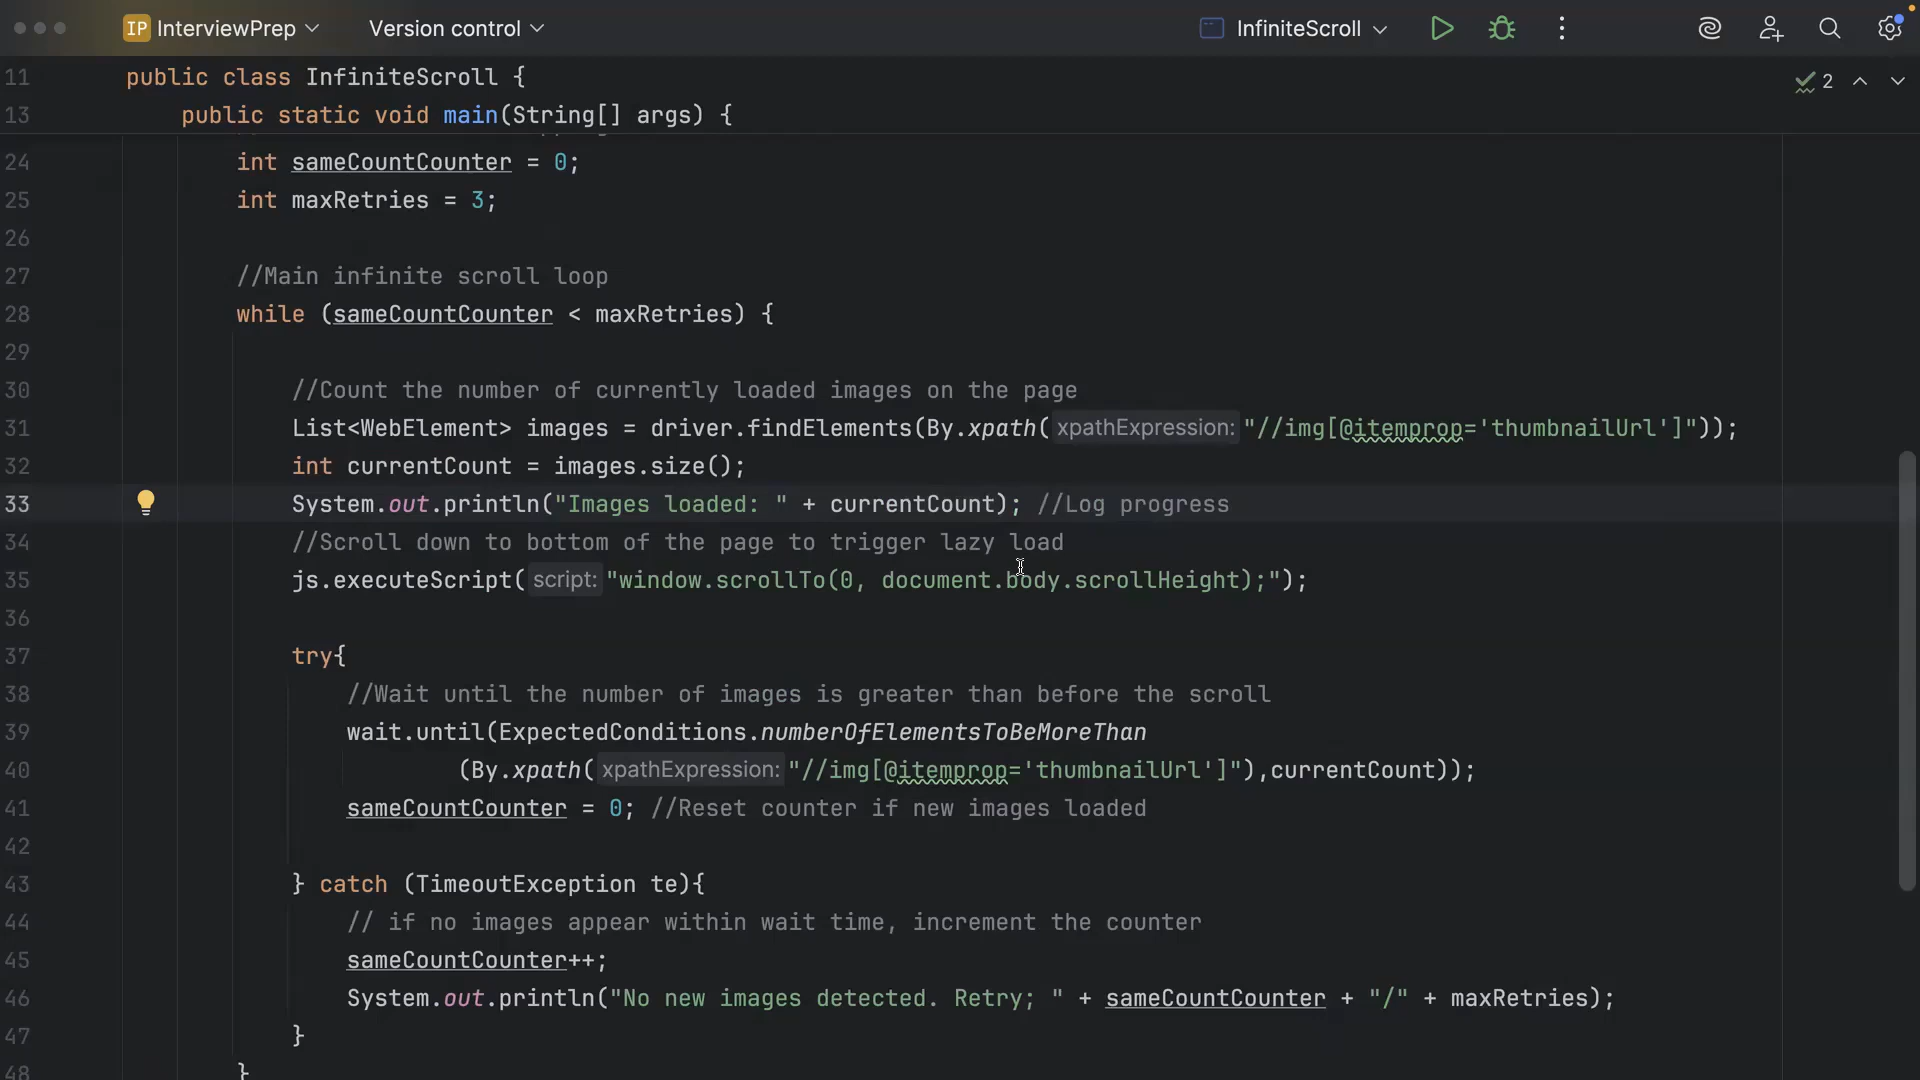 IP InterviewPrep Version control InfiniteScroll
11 public class InfiniteScroll {
2
13 public static void main(String[] args) {
24 int sameCountCounter = 0;
25 int maxRetries = 3;
26
27 //Main infinite scroll loop
28 while (sameCountCounter < maxRetries) {
29
30 //Count the number of currently loaded images on the page
31 List<WebElement> images = driver.findElements(By.xpath( xpathExpression: "//img[@itemprop='thumbnailUrl']"));
32 int currentCount = images.size();
33 System.out.println("Images loaded: " + currentCount); //Log progress
34 //Scroll down to bottom of the page to trigger lazy load
35 js.executeScript( script: "window.scrollTo(0, document.body.scrollHeight);");
36
37 try{
38 //Wait until the number of images is greater than before the scroll
39 wait.until(ExpectedConditions.numberOfElementsToBeMoreThan
40 (By.xpath( xpathExpression: "//img[@itemprop='thumbnailUrl']"),currentCount));
41 sameCountCounter = 0; //Reset counter if new images loaded
42
43 } catch (TimeoutException te){
44 // if no images appear within wait time, increment the counter
45 sameCountCounter++;
46 System.out.println("No new images detected. Retry; " + sameCountCounter + "/" + maxRetries);
47 }
48 }